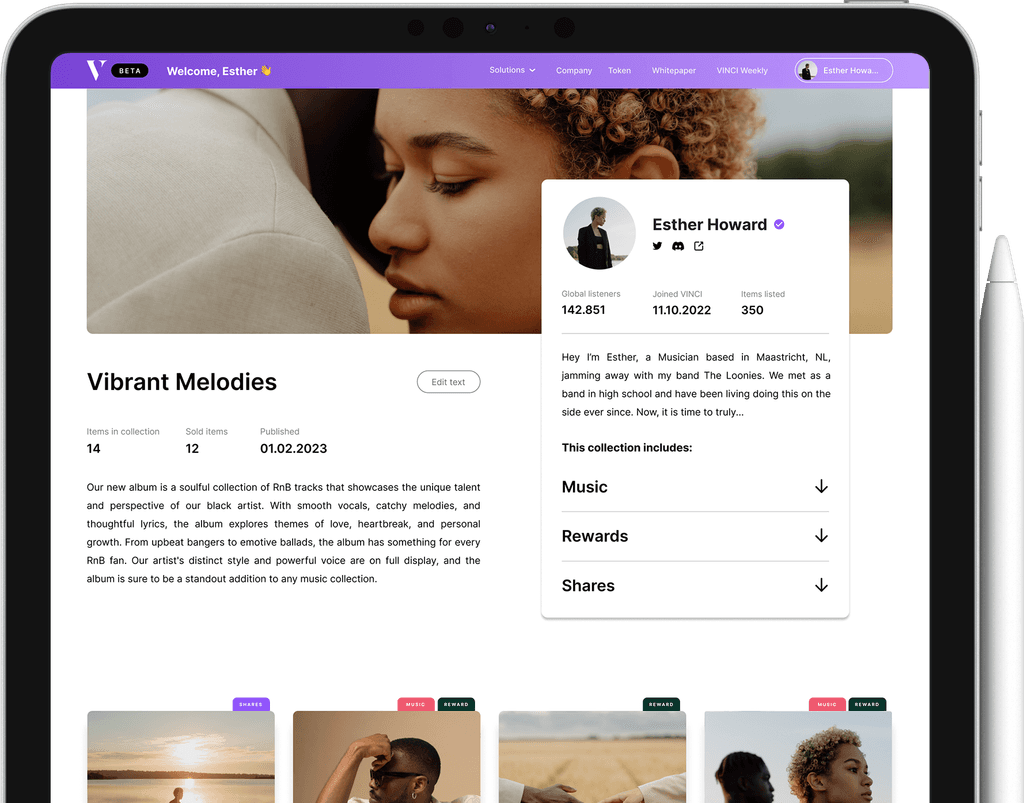 BETA
Welcome, Esther 👋
Solutions
Company
Token
Whitepaper
VINCI Weekly
Esther Howa...
Esther Howard
Global listeners
Joined VINCI
Items listed
142.851
11.10.2022
350
Hey I'm Esther, a Musician based in Maastricht, NL,
jamming away with my band The Loonies. We met as a
band in high school and have been living doing this on the
side ever since. Now, it is time to truly...
This collection includes:
Music
Rewards
Shares
Vibrant Melodies
Edit text
Items in collection
Sold items
Published
14
12
01.02.2023
Our new album is a soulful collection of RnB tracks that showcases the unique talent
and perspective of our black artist. With smooth vocals, catchy melodies, and
thoughtful lyrics, the album explores themes of love, heartbreak, and personal
growth. From upbeat bangers to emotive ballads, the album has something for every
RnB fan. Our artist's distinct style and powerful voice are on full display, and the
album is sure to be a standout addition to any music collection.
SHARES
MUSIC
REWARD
REWARD
MUSIC
REWARD